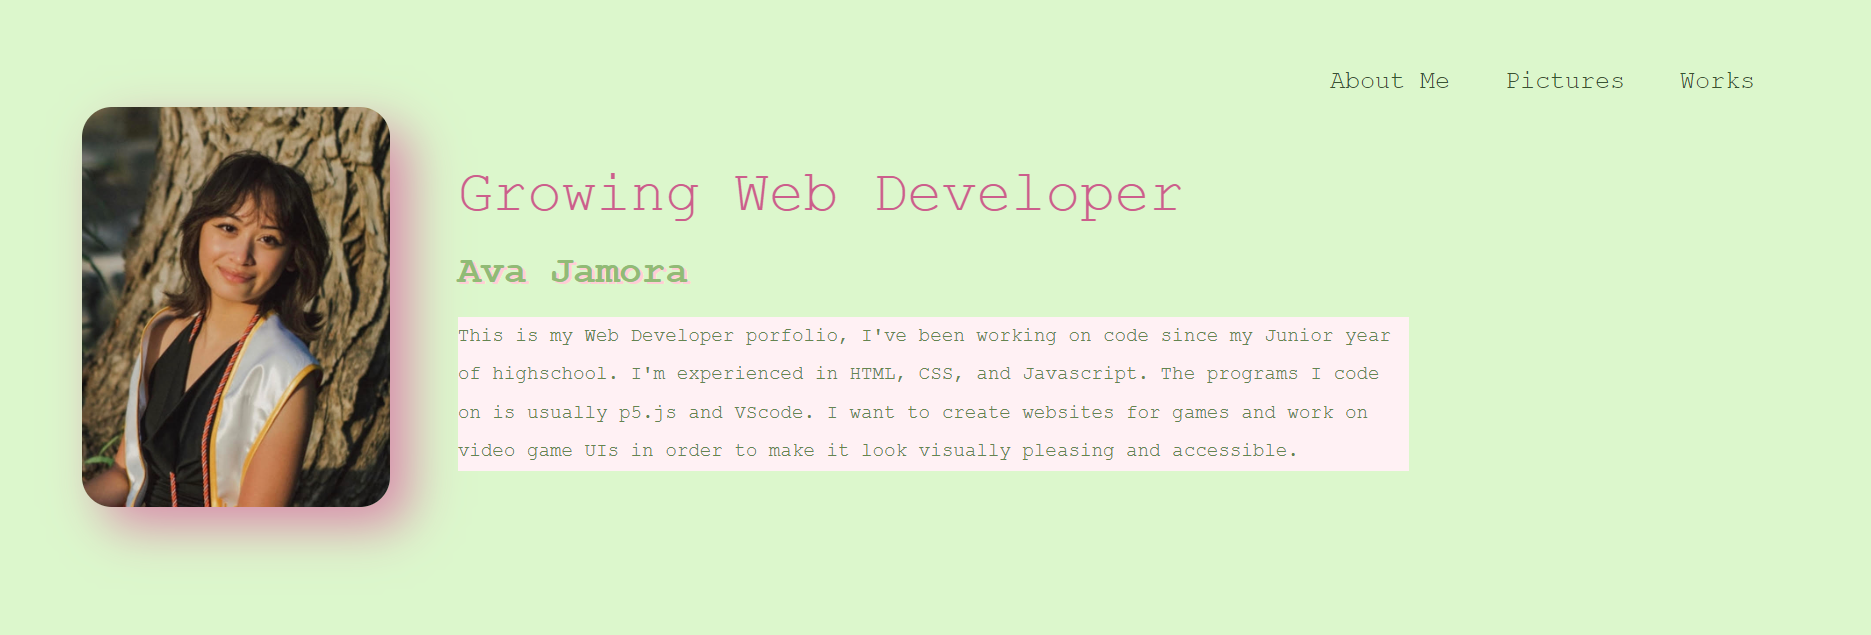 About Me Pictures Works
Growing Web Developer
Ava Jamora
This is my Web Developer porfolio, I've been working on code since my Junior year
of highschool. I'm experienced in HTML, CSS, and Javascript. The programs I code
on is usually p5.js and VScode. I want to create websites for games and work on
video game UIs in order to make it look visually pleasing and accessible.